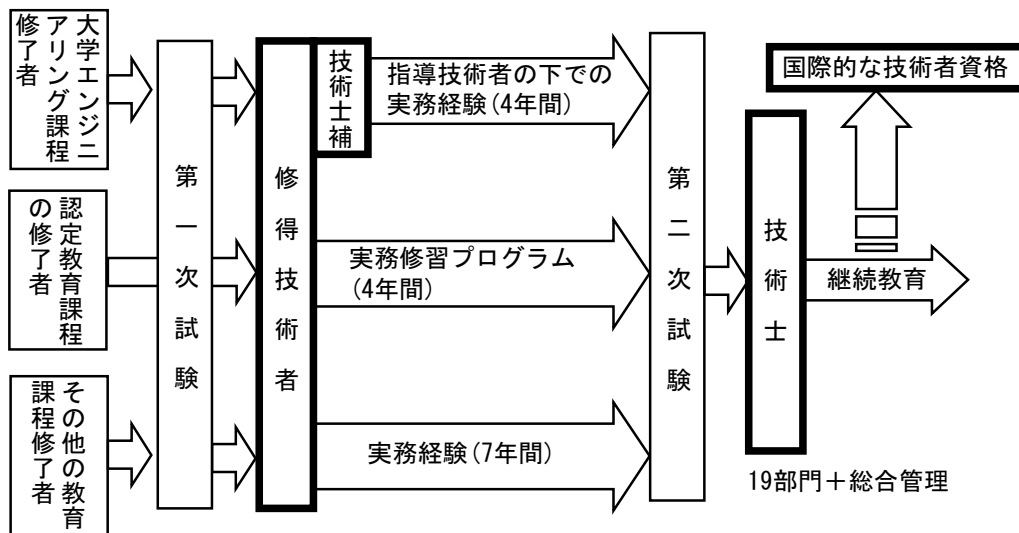 大学エンジニ
アリング課程
修了者
認定教育課程
の修了者
その他の教育
課程修了者
第一次試験
修得技術者
技術士補
指導技術者の下での
実務経験(4年間)
実務修習プログラム
(4年間)
実務経験(7年間)
第二次試験
技術士
国際的な技術者資格
継続教育
19部門＋総合管理